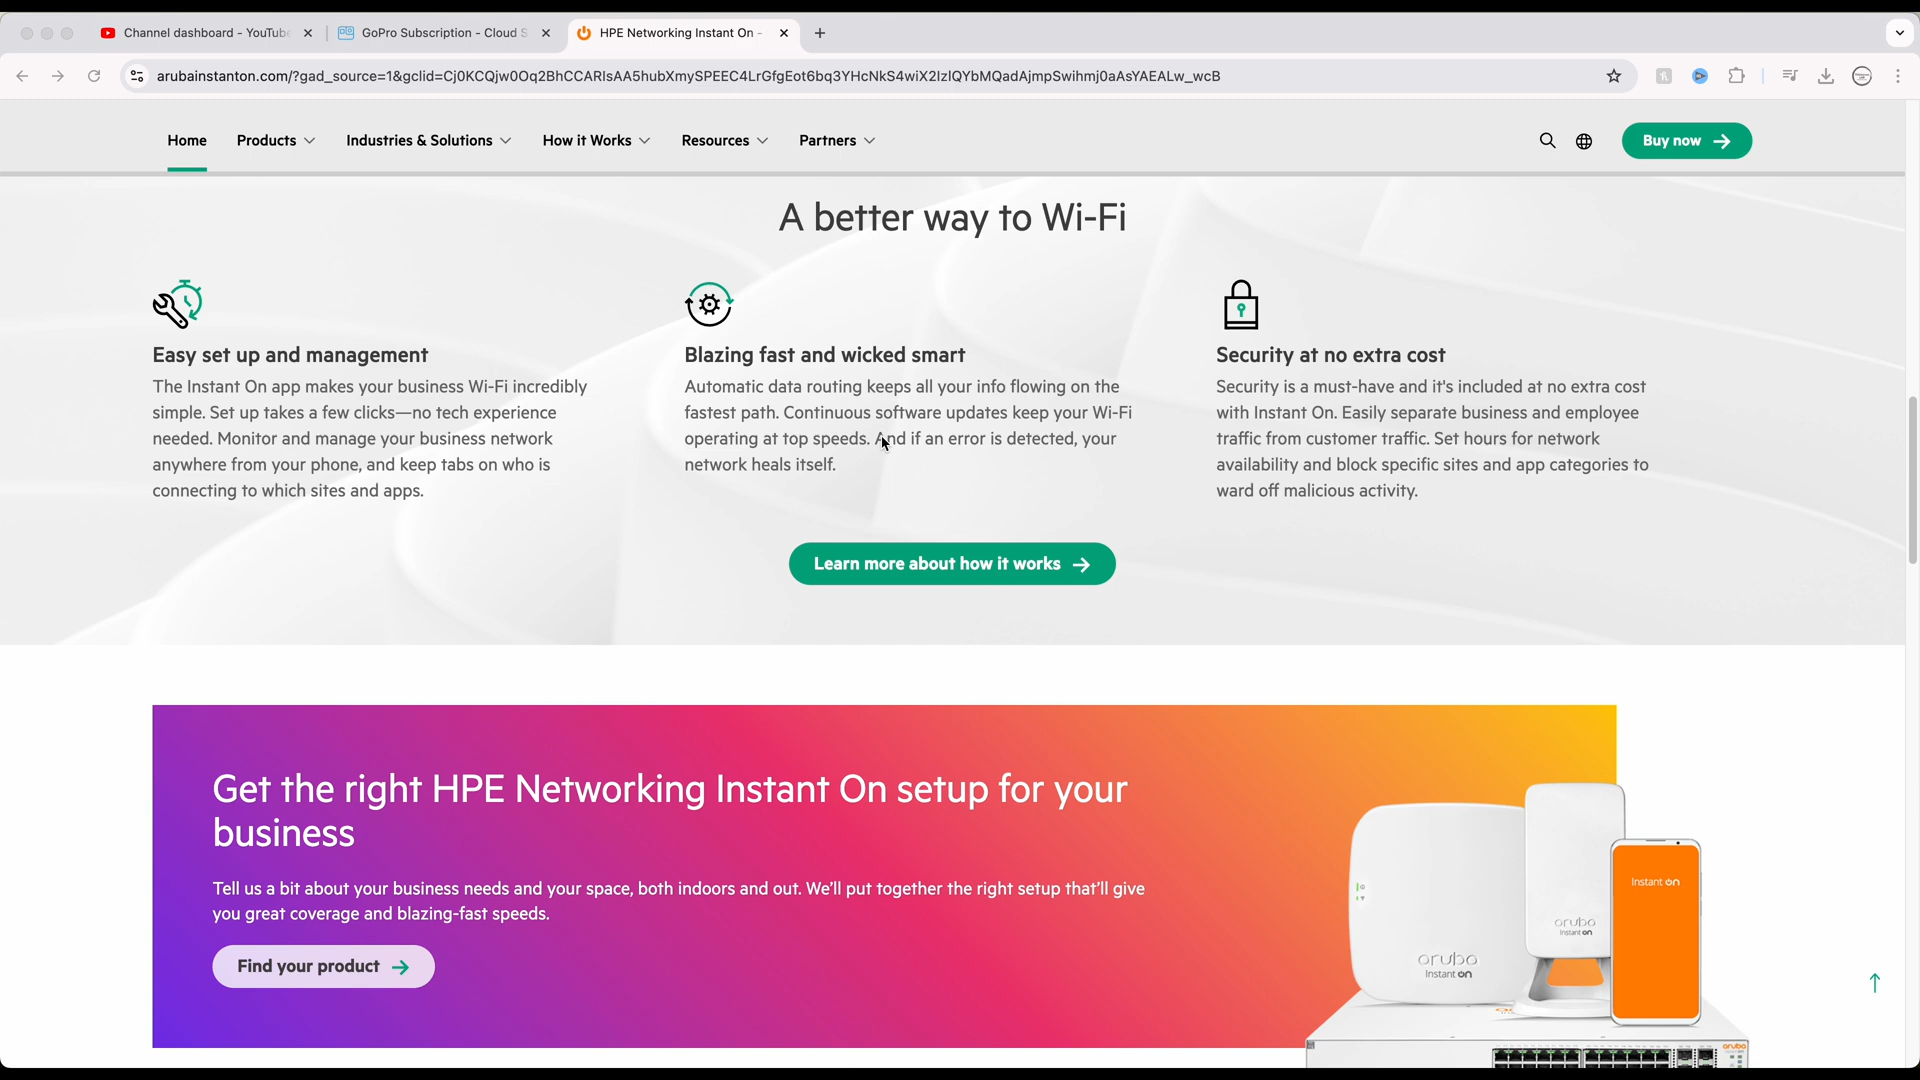 Channel dashboard - YouTube
GoPro Subscription - Cloud S
HPE Networking Instant On -
arubainstanton.com/?gad_source=1&gclid=Cj0KCQjw0Oq2BhCCARIsAA5hubXmySPEEC4LrGfgEot6bq3YHcNkS4wiX2IzIQYbMQadAjmpSwihmj0aAsYAEALw_wcB
Home
Products
Industries & Solutions
How it Works
Resources
Partners
Buy now
A better way to Wi-Fi
Easy set up and management
The Instant On app makes your business Wi-Fi incredibly
simple. Set up takes a few clicks—no tech experience
needed. Monitor and manage your business network
anywhere from your phone, and keep tabs on who is
connecting to which sites and apps.
Blazing fast and wicked smart
Automatic data routing keeps all your info flowing on the
fastest path. Continuous software updates keep your Wi-Fi
operating at top speeds. And if an error is detected, your
network heals itself.
Security at no extra cost
Security is a must-have and it's included at no extra cost
with Instant On. Easily separate business and employee
traffic from customer traffic. Set hours for network
availability and block specific sites and app categories to
ward off malicious activity.
Learn more about how it works
Get the right HPE Networking Instant On setup for your
business
Tell us a bit about your business needs and your space, both indoors and out. We'll put together the right setup that'll give
you great coverage and blazing-fast speeds.
Find your product
aruba
Instant on
aruba
Instant on
Instant on
aruba